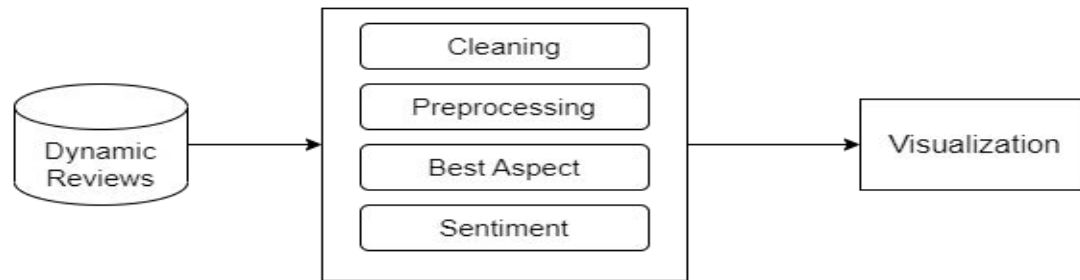 Dynamic
Reviews
Cleaning
Preprocessing
Best Aspect
Sentiment
Visualization